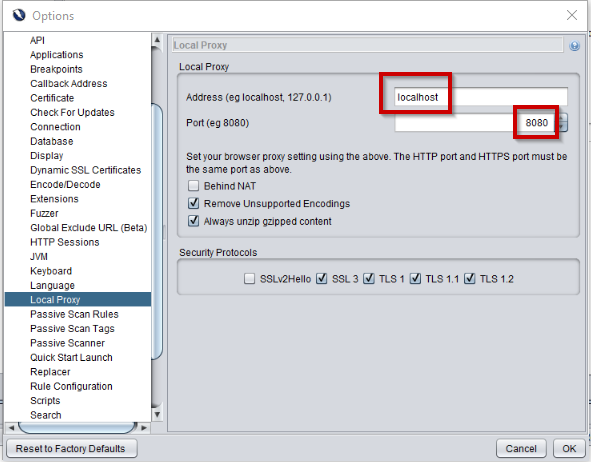 Options
API
Applications
Breakpoints
Callback Address
Certificate
Check For Updates
Connection
Database
Display
Dynamic SSL Certificates
Encode/Decode
Extensions
Fuzzer
Global Exclude URL (Beta)
HTTP Sessions
JVM
Keyboard
Language
Local Proxy
Passive Scan Rules
Passive Scan Tags
Passive Scanner
Quick Start Launch
Replacer
Rule Configuration
Scripts
Search
Local Proxy
Local Proxy
Address (eg localhost, 127.0.0.1) localhost
Port (eg 8080) 8080
Set your browser proxy setting using the above. The HTTP port and HTTPS port must be
the same port as above.
Behind NAT
Remove Unsupported Encodings
Always unzip gzipped content
Security Protocols
SSLv2Hello SSL 3 TLS 1 TLS 1.1 TLS 1.2
Reset to Factory Defaults Cancel OK